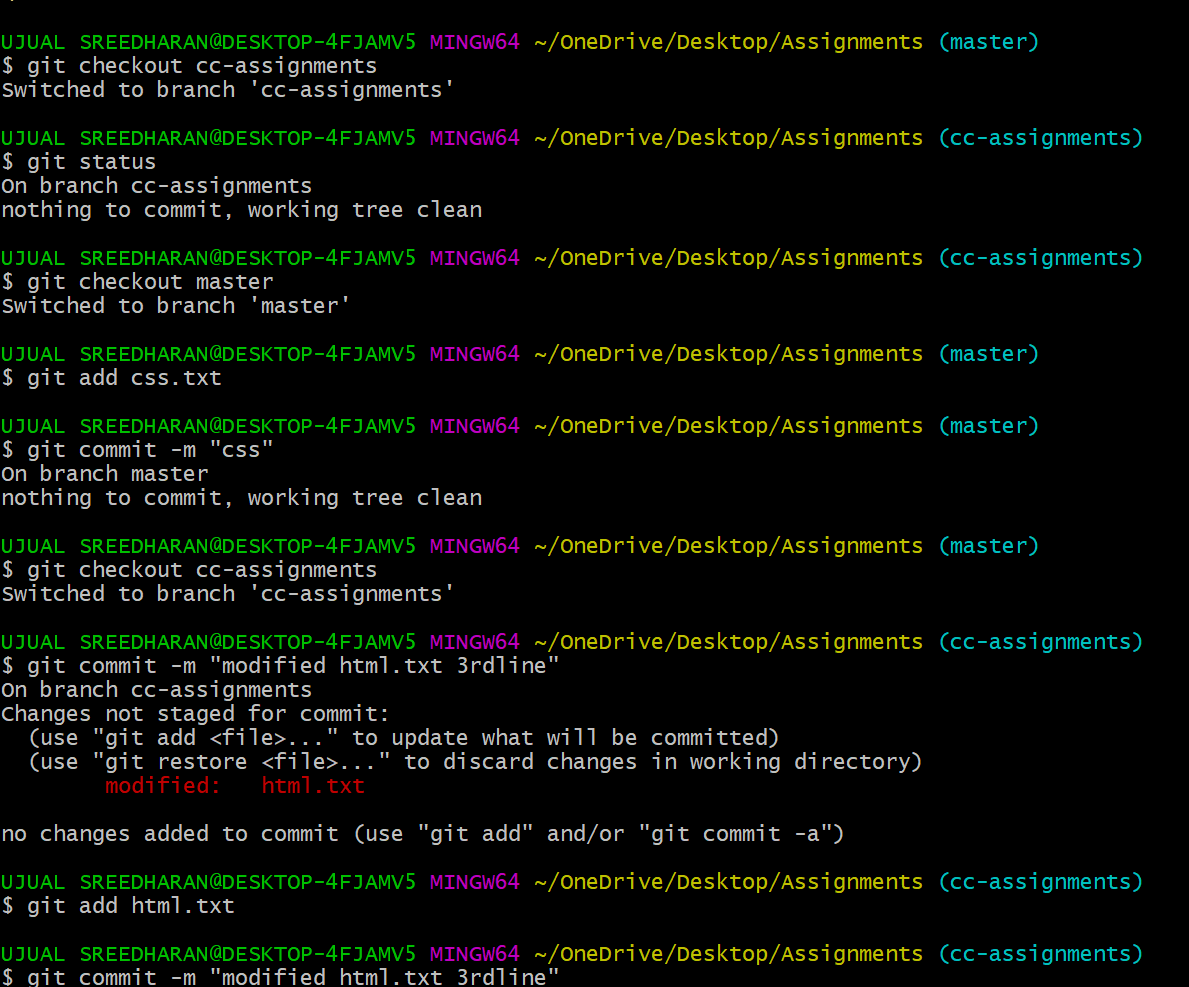 UJUAL SREEDHARAN@DESKTOP-4FJAMV5 MINGW64 ~/OneDrive/Desktop/Assignments (master)
$ git checkout cc-assignments
Switched to branch 'cc-assignments'
UJUAL SREEDHARAN@DESKTOP-4FJAMV5 MINGW64 ~/OneDrive/Desktop/Assignments (cc-assignments)
$ git status
On branch cc-assignments
nothing to commit, working tree clean
UJUAL SREEDHARAN@DESKTOP-4FJAMV5 MINGW64 ~/OneDrive/Desktop/Assignments (cc-assignments)
$ git checkout master
Switched to branch 'master'
UJUAL SREEDHARAN@DESKTOP-4FJAMV5 MINGW64 ~/OneDrive/Desktop/Assignments (master)
$ git add css.txt
UJUAL SREEDHARAN@DESKTOP-4FJAMV5 MINGW64 ~/OneDrive/Desktop/Assignments (master)
$ git commit -m "css"
On branch master
nothing to commit, working tree clean
UJUAL SREEDHARAN@DESKTOP-4FJAMV5 MINGW64 ~/OneDrive/Desktop/Assignments (master)
$ git checkout cc-assignments
Switched to branch 'cc-assignments'
UJUAL SREEDHARAN@DESKTOP-4FJAMV5 MINGW64 ~/OneDrive/Desktop/Assignments (cc-assignments)
$ git commit -m "modified html.txt 3rdline"
On branch cc-assignments
Changes not staged for commit:
  (use "git add <file>..." to update what will be committed)
  (use "git restore <file>..." to discard changes in working directory)
        modified:   html.txt
no changes added to commit (use "git add" and/or "git commit -a")
UJUAL SREEDHARAN@DESKTOP-4FJAMV5 MINGW64 ~/OneDrive/Desktop/Assignments (cc-assignments)
$ git add html.txt
UJUAL SREEDHARAN@DESKTOP-4FJAMV5 MINGW64 ~/OneDrive/Desktop/Assignments (cc-assignments)
$ git commit -m "modified html.txt 3rdline"